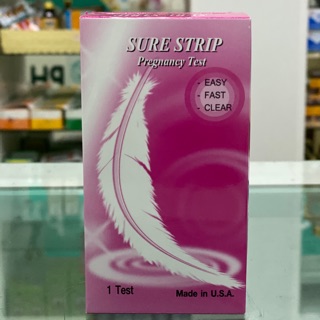 SURE STRIP
Pregnancy Test
- EASY
- FAST
- CLEAR
1 Test
Made in U.S.A.